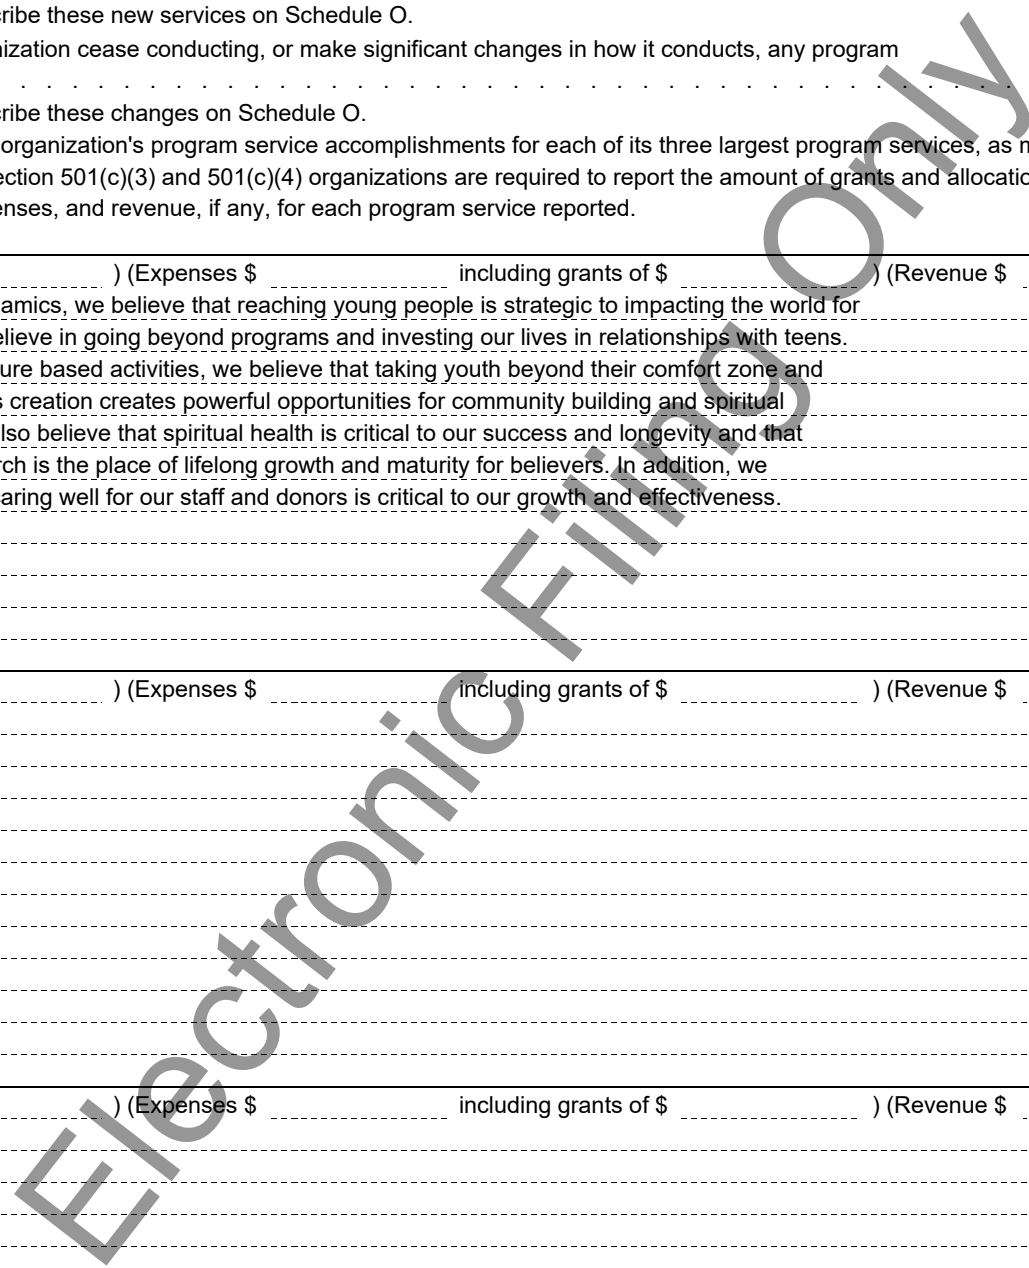 cribe these new services on Schedule O.
nization cease conducting, or make significant changes in how it conducts, any program
. . . . . . . . . . . . . . . . . . . . . . . . . . . . . . . . . . . . . . .
cribe these changes on Schedule O.
organization's program service accomplishments for each of its three largest program services, as m
ection 501(c)(3) and 501(c)(4) organizations are required to report the amount of grants and allocatio
enses, and revenue, if any, for each program service reported.
) (Expenses $ including grants of $ ) (Revenue $
amics, we believe that reaching young people is strategic to impacting the world for
elieve in going beyond programs and investing our lives in relationships with teens.
ure based activities, we believe that taking youth beyond their comfort zone and
s creation creates powerful opportunities for community building and spiritual
lso believe that spiritual health is critical to our success and longevity and that
rch is the place of lifelong growth and maturity for believers. In addition, we
aring well for our staff and donors is critical to our growth and effectiveness.
) (Expenses $ including grants of $ ) (Revenue $
) (Expenses $ including grants of $ ) (Revenue $
Electronic Filing Only